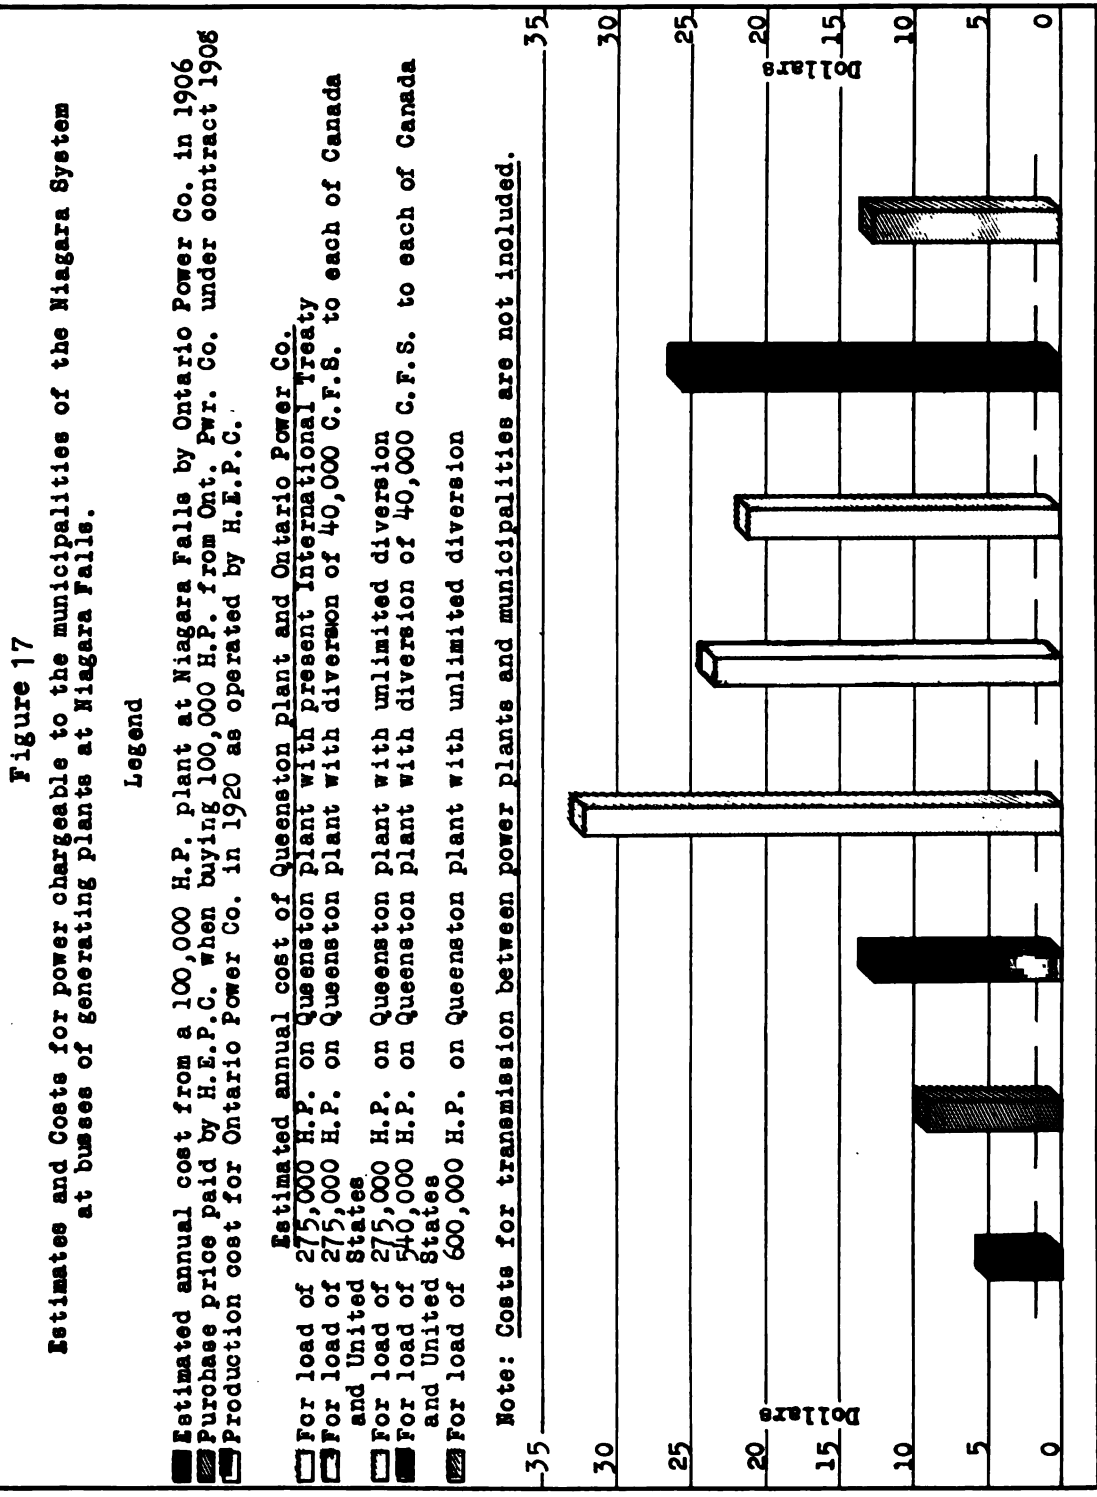 Figure 17
Estimates and Costs for power chargeable to the municipalities of the Niagara System
at busses of generating plants at Niagara Falls.
Legend
Estimated annual cost from a 100,000 H.P. plant at Niagara Falls by Ontario Power Co. in 1906
Purchase price paid by H.E.P.C. when buying 100,000 H.P. from Ont. Pwr. Co. under contract 1908
Production cost for Ontario Power Co. in 1920 as operated by H.E.P.C.
Estimated annual cost of Queenston plant and Ontario Power Co.
For load of 275,000 H.P. on Queenston plant with present International Treaty
For load of 275,000 H.P. on Queenston plant with diversion of 40,000 C.F.S. to each of Canada
and United States
For load of 275,000 H.P. on Queenston plant with unlimited diversion
For load of 540,000 H.P. on Queenston plant with diversion of 40,000 C.F.S. to each of Canada
and United States
For load of 600,000 H.P. on Queenston plant with unlimited diversion
Note: Costs for transmission between power plants and municipalities are not included.
35 35
30 30
25 25
20 20
Dollars Dollars
15 15
10 10
5 5
0 0